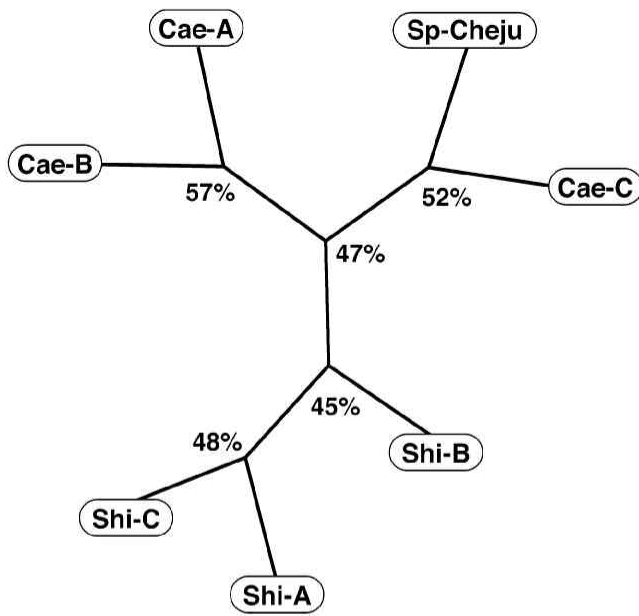 Cae-A
Sp-Cheju
Cae-B
57%
52%
Cae-C
47%
45%
48%
Shi-B
Shi-C
Shi-A